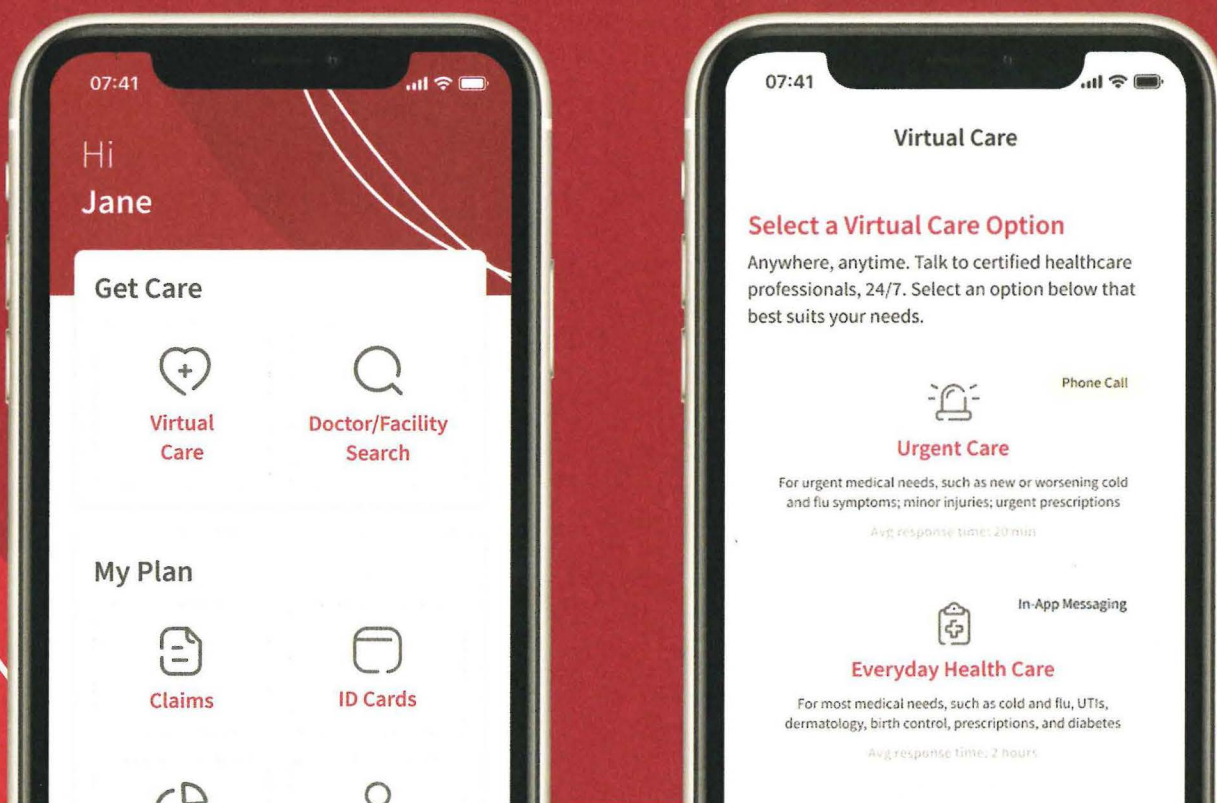 07:41
Hi
Jane
Get Care
Virtual
Care
Doctor/Facility
Search
My Plan
Claims
ID Cards
07:41
Virtual Care
Select a Virtual Care Option
Anywhere, anytime. Talk to certified healthcare
professionals, 24/7. Select an option below that
best suits your needs.
Phone Call
Urgent Care
For urgent medical needs, such as new or worsening cold
and flu symptoms; minor injuries; urgent prescriptions
Avg response time: 20 min
In-App Messaging
Everyday Health Care
For most medical needs, such as cold and flu, UTIs,
dermatology, birth control, prescriptions, and diabetes
Avg response time: 2 hours